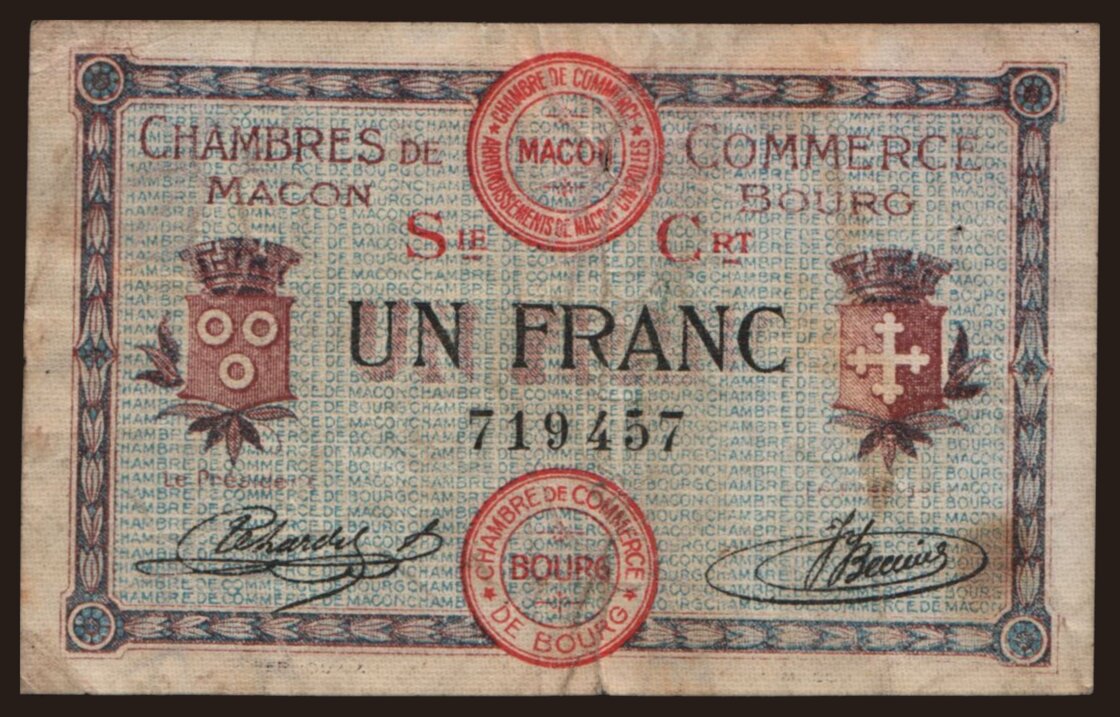 CHAMBRES DE COMMERCE
MACON BOURG
★ CHAMBRE DE COMMERCE ★
ARRONDISSEMENTS DE MACON
MACON
SIE CRT
UN FRANC
719457
Le Président
CHAMBRE DE COMMERCE
★ DE BOURG ★
BOURG